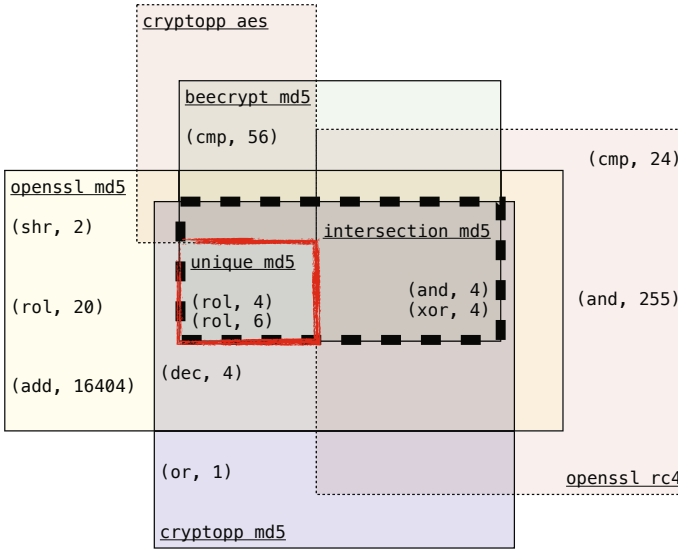 cryptopp aes
beecrypt md5
(cmp, 56)
(cmp, 24)
openssl md5
(shr, 2)
intersection md5
unique md5
(rol, 4)
(and, 4)
(and, 255)
(rol, 20)
(rol, 6)
(xor, 4)
(dec, 4)
(add, 16404)
(or, 1)
openssl rc4
cryptopp md5